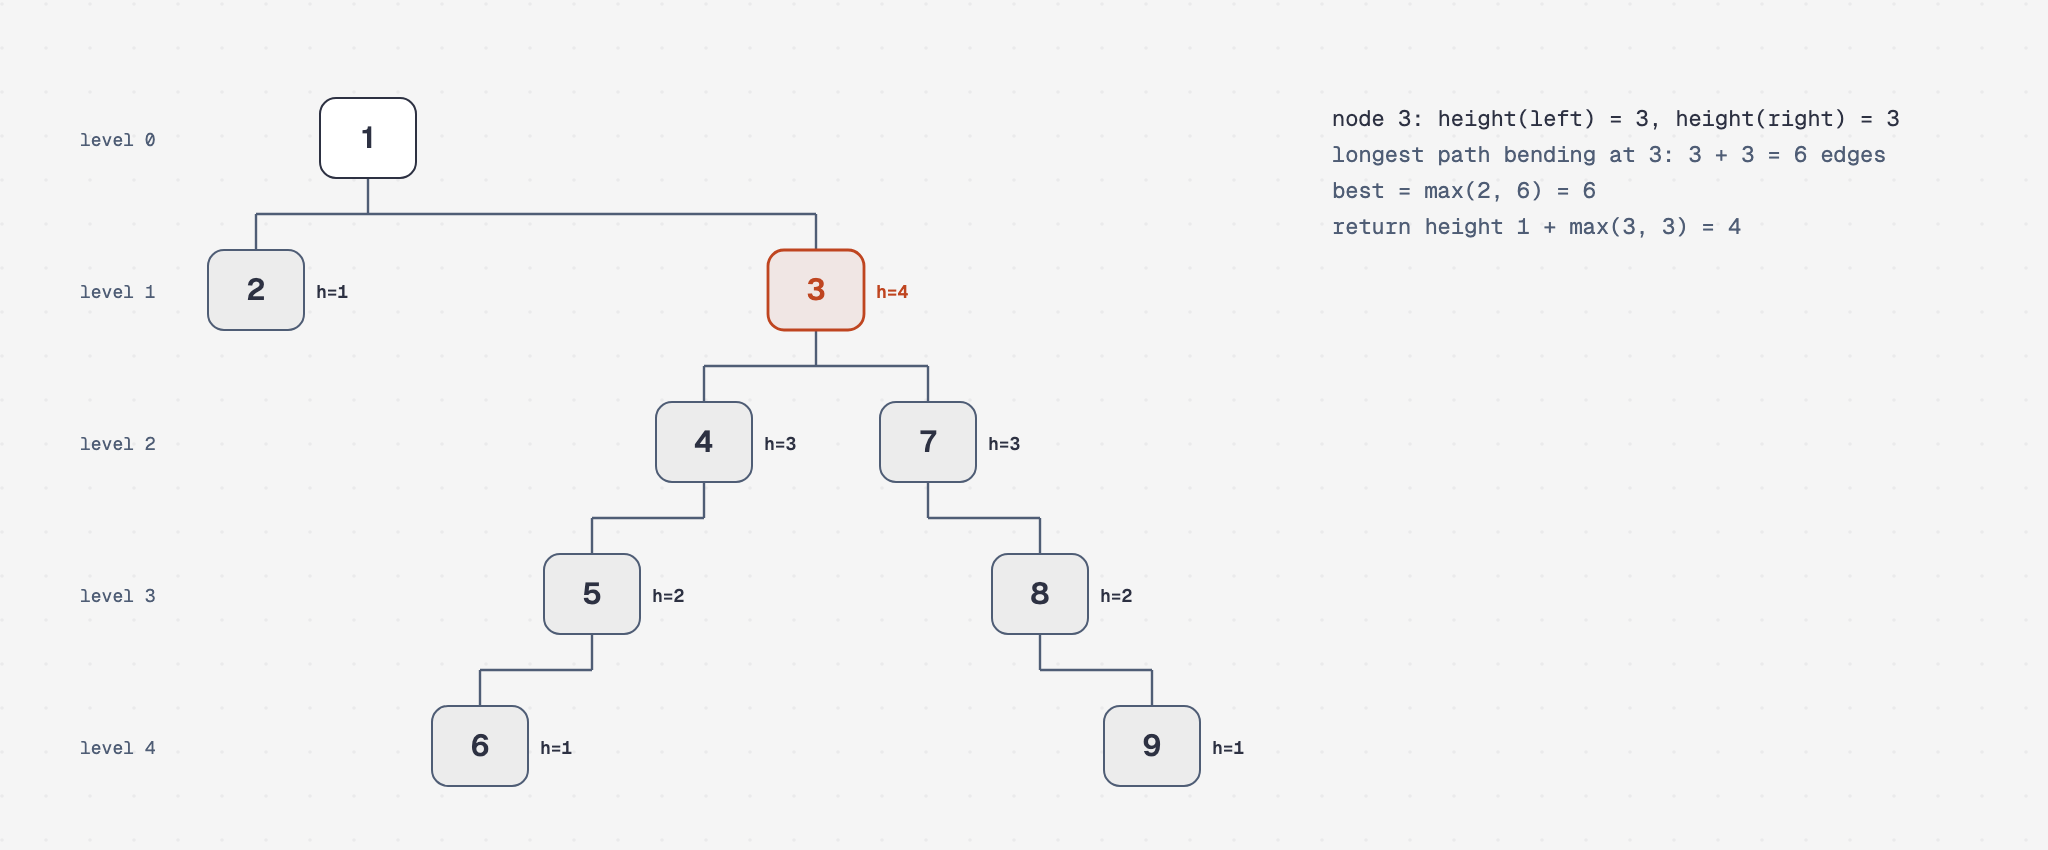 level 0
1
node 3: height(left) = 3, height(right) = 3
longest path bending at 3: 3 + 3 = 6 edges
best = max(2, 6) = 6
return height 1 + max(3, 3) = 4
level 1
2
h=1
3
h=4
level 2
4
h=3
7
h=3
level 3
5
h=2
8
h=2
level 4
6
h=1
9
h=1